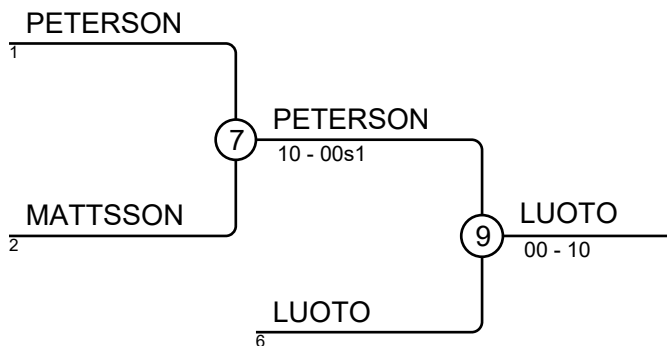 PETERSON
1
7
PETERSON
10 - 00s1
MATTSSON
2
9
LUOTO
00 - 10
LUOTO
6